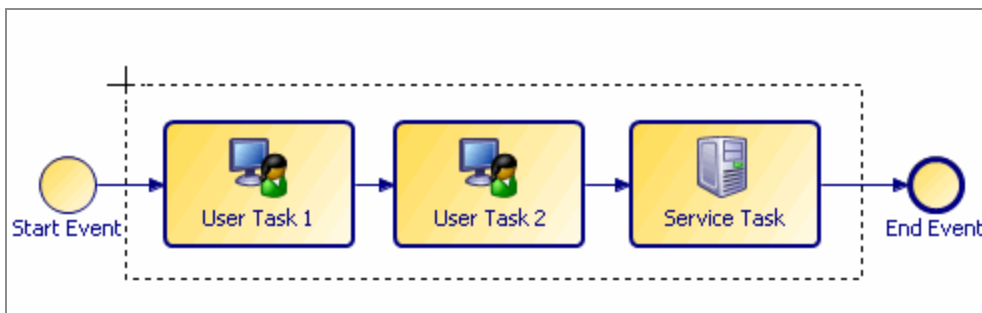 User Task 1
User Task 2
Service Task
Start Event
End Event